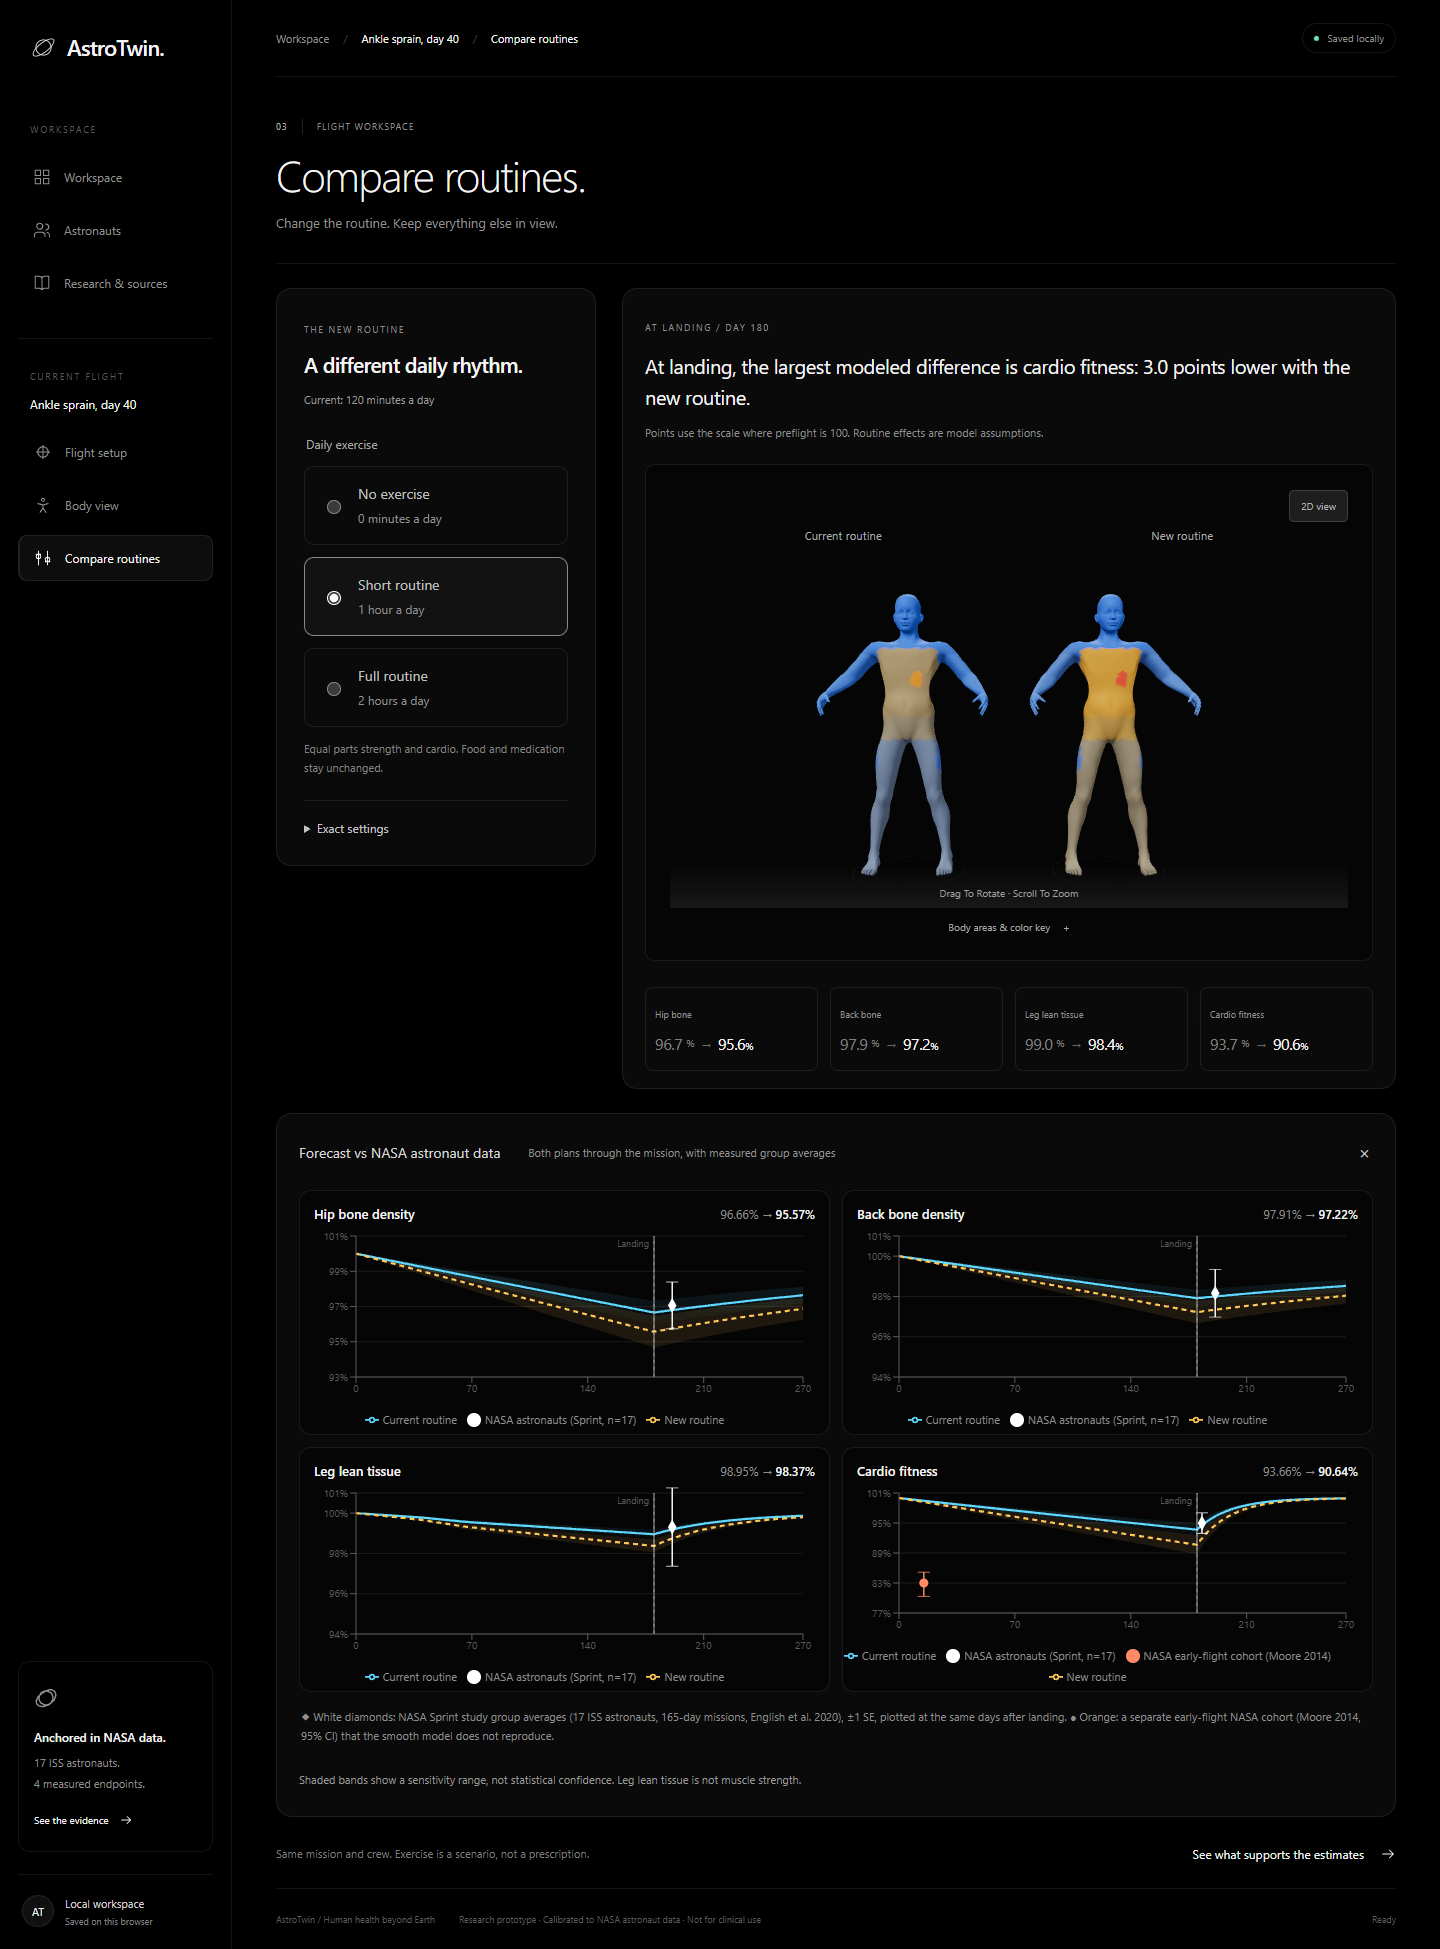 AstroTwin.
WORKSPACE
Workspace
Astronauts
Research & sources
CURRENT FLIGHT
Ankle sprain, day 40
Flight setup
Body view
Compare routines
Anchored in NASA data.
17 ISS astronauts.
4 measured endpoints.
See the evidence →
AT
Local workspace
Saved on this browser
Workspace / Ankle sprain, day 40 / Compare routines
Saved locally
03 FLIGHT WORKSPACE
Compare routines.
Change the routine. Keep everything else in view.
THE NEW ROUTINE
A different daily rhythm.
Current: 120 minutes a day
Daily exercise
No exercise
0 minutes a day
Short routine
1 hour a day
Full routine
2 hours a day
Equal parts strength and cardio. Food and medication
stay unchanged.
▶ Exact settings
AT LANDING / DAY 180
At landing, the largest modeled difference is cardio fitness: 3.0 points lower with the
new routine.
Points use the scale where preflight is 100. Routine effects are model assumptions.
2D view
Current routine
New routine
Drag To Rotate · Scroll To Zoom
Body areas & color key +
Hip bone
96.7 % → 95.6%
Back bone
97.9 % → 97.2%
Leg lean tissue
99.0 % → 98.4%
Cardio fitness
93.7 % → 90.6%
Forecast vs NASA astronaut data
Both plans through the mission, with measured group averages
×
Hip bone density
96.66% → 95.57%
101%
99%
97%
95%
93%
Landing
0 70 140 210 270
Current routine NASA astronauts (Sprint, n=17) New routine
Back bone density
97.91% → 97.22%
101%
100%
98%
96%
94%
Landing
0 70 140 210 270
Current routine NASA astronauts (Sprint, n=17) New routine
Leg lean tissue
98.95% → 98.37%
101%
100%
98%
96%
94%
Landing
0 70 140 210 270
Current routine NASA astronauts (Sprint, n=17) New routine
Cardio fitness
93.66% → 90.64%
101%
95%
89%
83%
77%
Landing
0 70 140 210 270
Current routine NASA astronauts (Sprint, n=17) NASA early-flight cohort (Moore 2014)
New routine
◆ White diamonds: NASA Sprint study group averages (17 ISS astronauts, 165-day missions, English et al. 2020), ±1 SE, plotted at the same days after landing. ● Orange: a separate early-flight NASA cohort (Moore 2014,
95% CI) that the smooth model does not reproduce.
Shaded bands show a sensitivity range, not statistical confidence. Leg lean tissue is not muscle strength.
Same mission and crew. Exercise is a scenario, not a prescription.
See what supports the estimates →
AstroTwin / Human health beyond Earth
Research prototype · Calibrated to NASA astronaut data · Not for clinical use
Ready